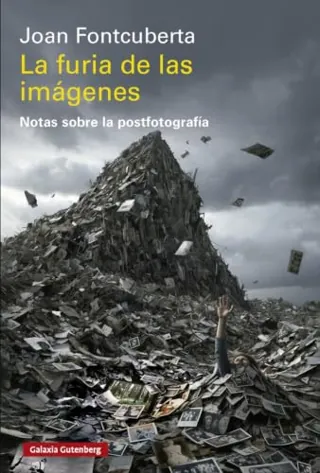 Joan Fontcuberta
La furia de las
imágenes
Notas sobre la postfotografía
Galaxia Gutenberg